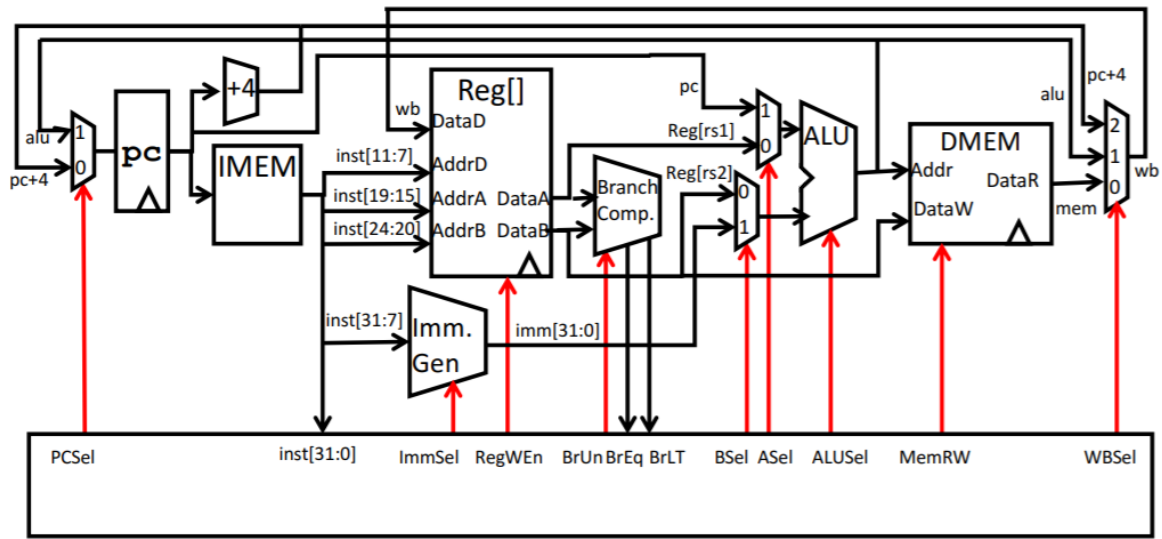 wb
pc+4
alu
1
0
pc+4
pc
+4
IMEM
inst[11:7]
inst[19:15]
inst[24:20]
wb
Reg[]
DataD
AddrD
AddrA DataA
AddrB DataB
inst[31:7]
Imm.
Gen
imm[31:0]
Branch
Comp.
pc
Reg[rs1]
Reg[rs2]
1
0
0
1
ALU
DMEM
Addr
DataR
DataW
alu
mem
2
1
0
PCSel inst[31:0] ImmSel RegWEn BrUn BrEq BrLT BSel ASel ALUSel MemRW WBSel